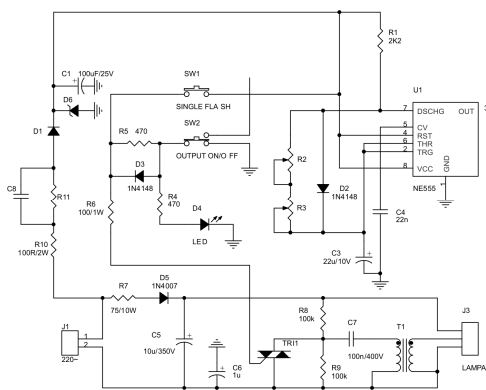 R1
2K2
C1
100uF/25V
+
SW1
U1
D6
SINGLE FLA SH
7
DSCHG
OUT
3
SW2
5
CV
4
RST
6
THR
2
TRG
D1
R5
470
OUTPUT ON/O FF
8
VCC
GND
R2
1
NE555
D3
1N4148
D2
1N4148
C8
R11
R4
470
D4
R3
C4
22n
R6
100/1W
LED
R10
100R/2W
C3
22u/10V
+
R7
75/10W
D5
1N4007
J1
1
2
220~
C5
10u/350V
+
R8
100k
C7
100n/400V
T1
J3
TRI1
C6
1u
+
R9
100k
LAMPA